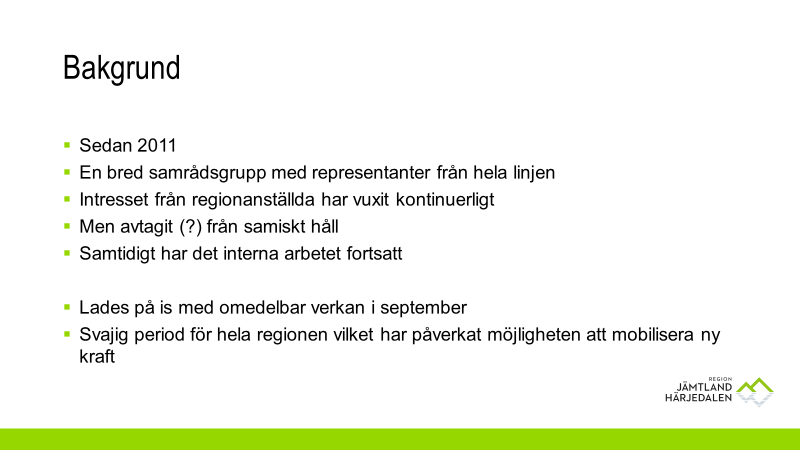 Bakgrund
▪ Sedan 2011
▪ En bred samrådsgrupp med representanter från hela linjen
▪ Intresset från regionanställda har vuxit kontinuerligt
▪ Men avtagit (?) från samiskt håll
▪ Samtidigt har det interna arbetet fortsatt
▪ Lades på is med omedelbar verkan i september
▪ Svajig period för hela regionen vilket har påverkat möjligheten att mobilisera ny
kraft
REGION
JÄMTLAND
HÄRJEDALEN